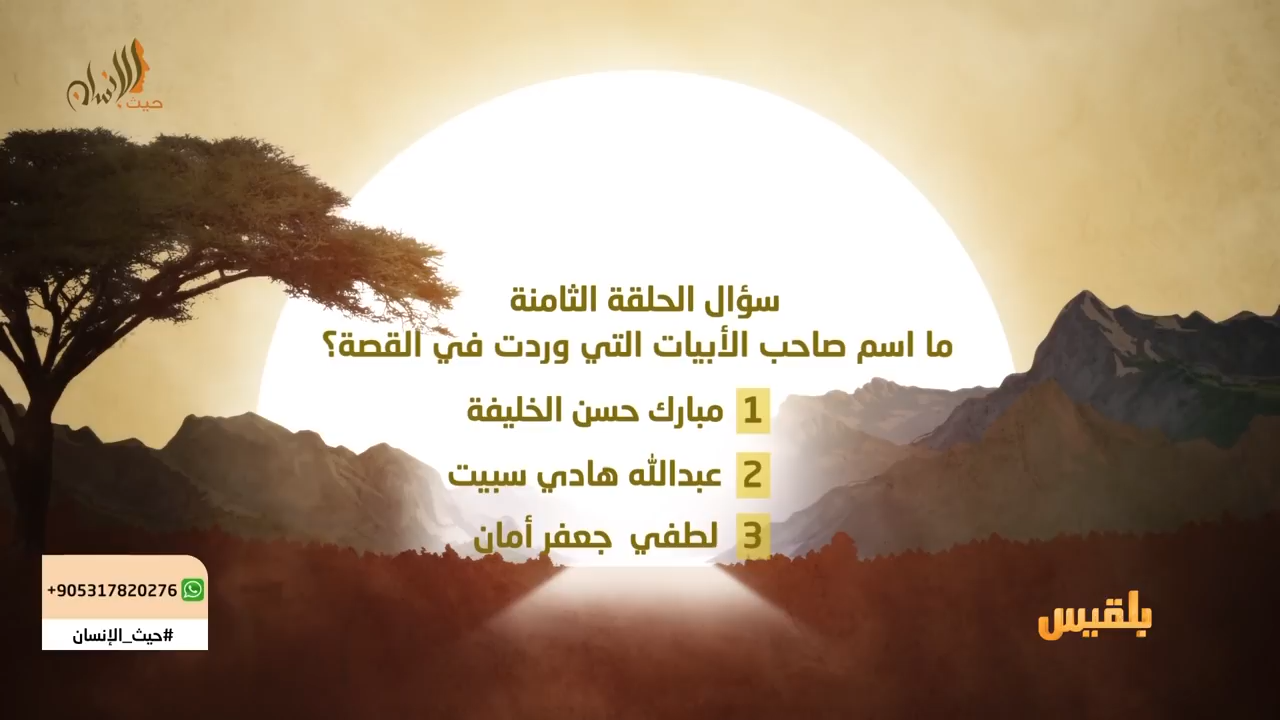 حيث الإنسان
سؤال الحلقة الثامنة
ما اسم صاحب الأبيات التي وردت في القصة؟
1 مبارك حسن الخليفة
2 عبدالله هادي سبيت
3 لطفي جعفر أمان
+905317820276
#حيث_الإنسان
بلقيس